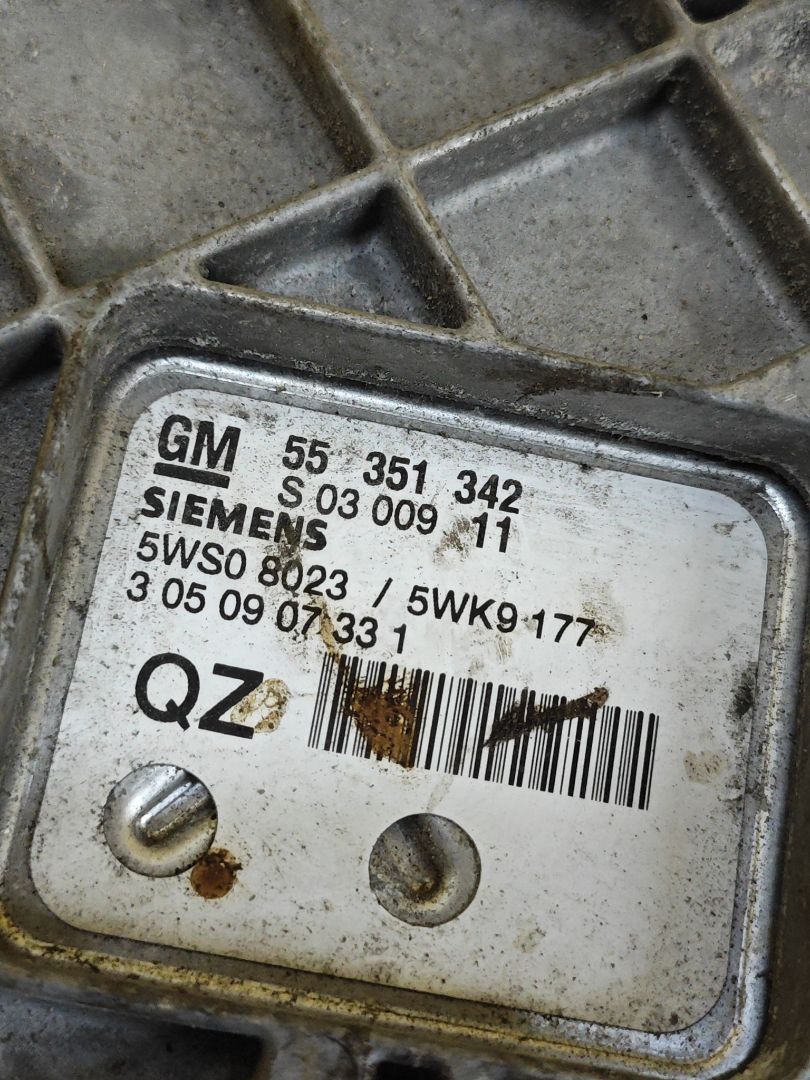 GM 55 351 342
S 03 009 11
SIEMENS
5WS0 8023 / 5WK9 177
3 05 09 07 33 1
QZ